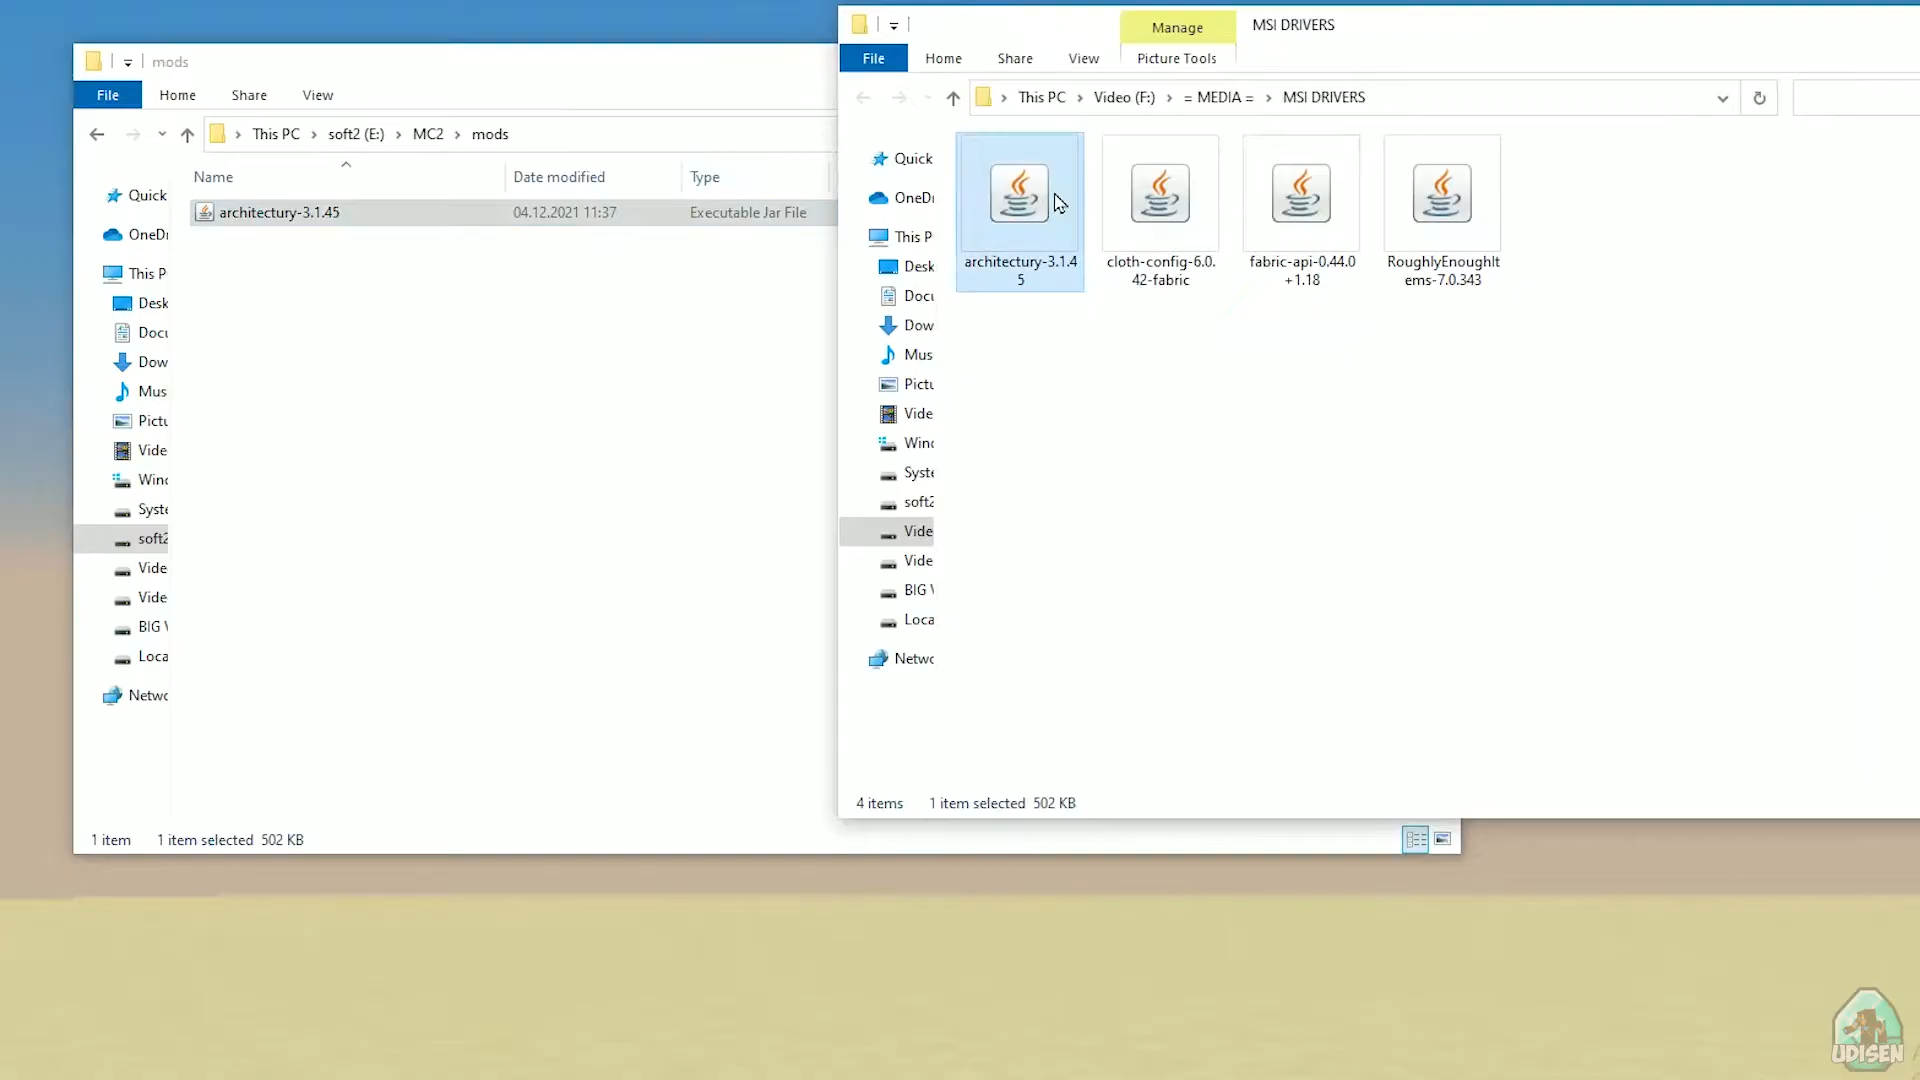 mods
File Home Share View
This PC > soft2 (E:) > MC2 > mods
Name Date modified Type
architectury-3.1.45 04.12.2021 11:37 Executable Jar File
Quick
OneDr
This P
Desk
Docu
Dow
Mus
Pictu
Vide
Wind
Syste
soft2
Vide
Vide
BIG V
Loca
Netwo
1 item 1 item selected 502 KB
Manage MSI DRIVERS
File Home Share View Picture Tools
This PC > Video (F:) > = MEDIA = > MSI DRIVERS
Quick
OneDr
This P
Desk
Docu
Dow
Mus
Pictu
Vide
Wind
Syste
soft2
Vide
Vide
BIG V
Loca
Netwo
architectury-3.1.4
5
cloth-config-6.0.
42-fabric
fabric-api-0.44.0
+1.18
RoughlyEnoughIt
ems-7.0.343
4 items 1 item selected 502 KB
UDISEN